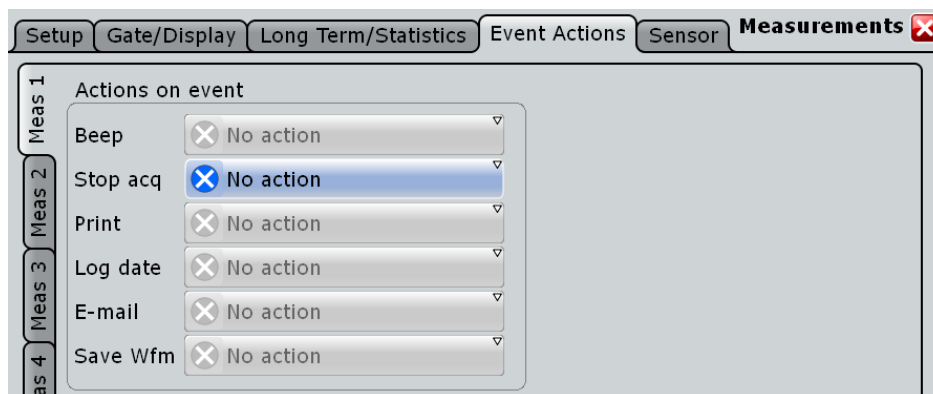 Setup Gate/Display Long Term/Statistics Event Actions Sensor Measurements
Meas 1
Meas 2
Meas 3
as 4
Actions on event
Beep No action
Stop acq No action
Print No action
Log date No action
E-mail No action
Save Wfm No action